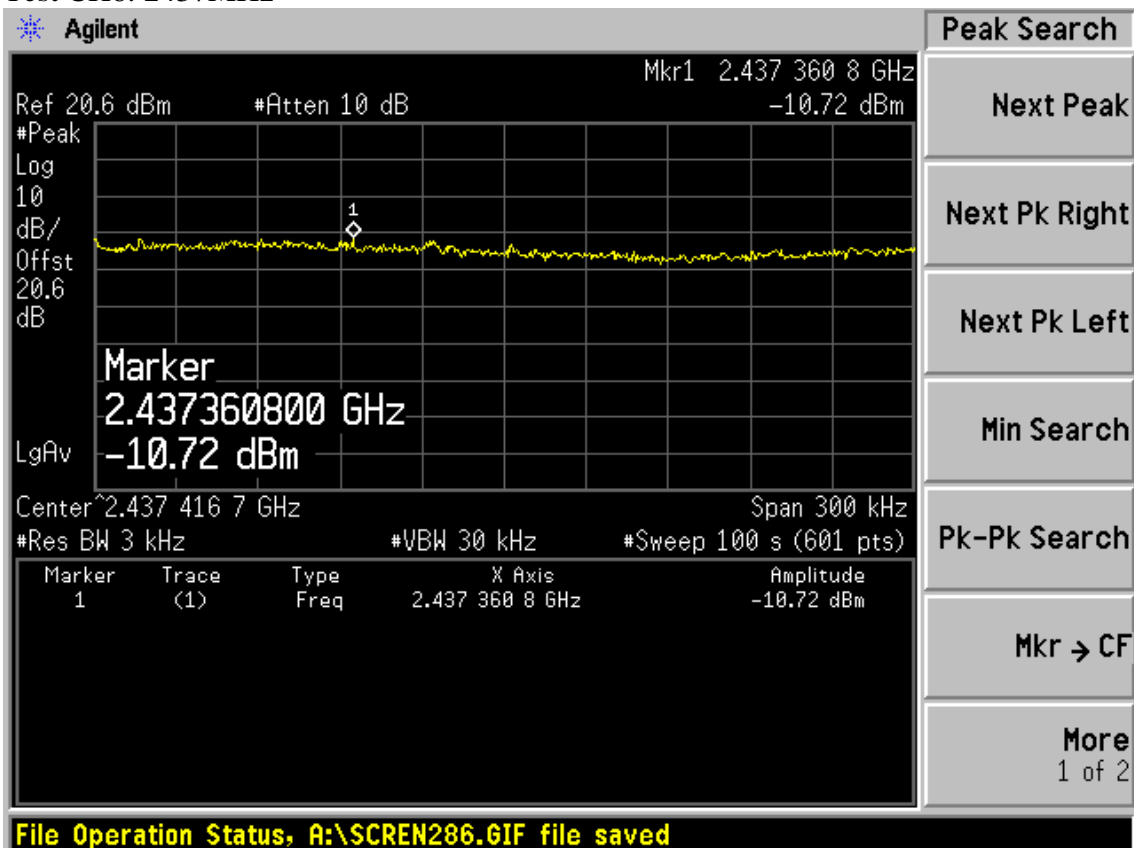 Agilent
Peak Search
Mkr1 2.437 360 8 GHz
Ref 20.6 dBm #Atten 10 dB -10.72 dBm
#Peak
Log
10
dB/
Offst
20.6
dB
1
Marker
2.437360800 GHz
-10.72 dBm
LgAv
Center^2.437 416 7 GHz Span 300 kHz
#Res BW 3 kHz #VBW 30 kHz #Sweep 100 s (601 pts)
Marker Trace Type X Axis Amplitude
1 (1) Freq 2.437 360 8 GHz -10.72 dBm
Next Peak
Next Pk Right
Next Pk Left
Min Search
Pk-Pk Search
Mkr → CF
More
1 of 2
File Operation Status, A:\SCREN286.GIF file saved